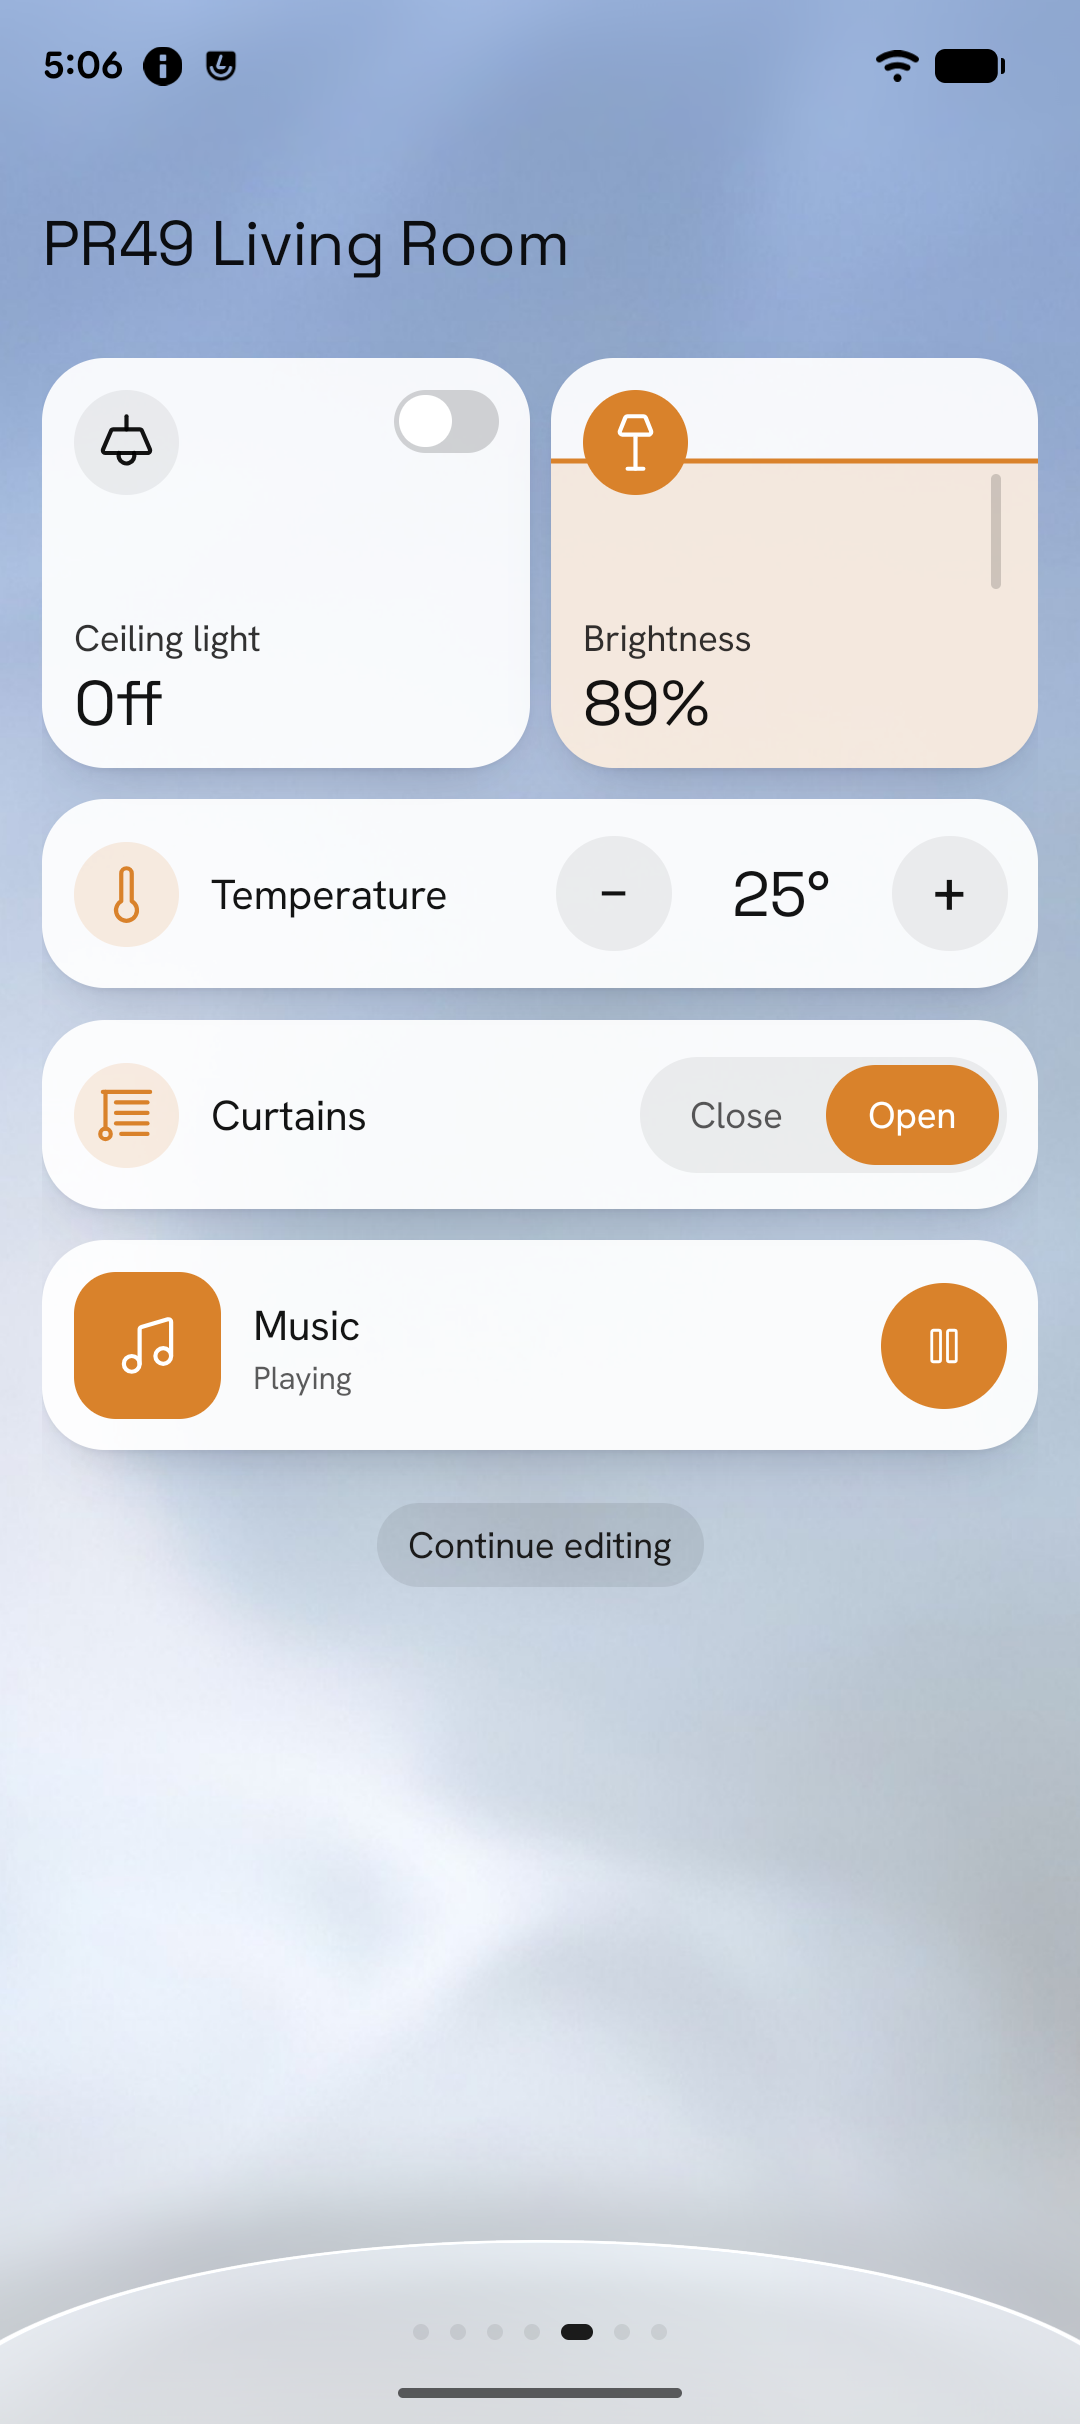 5:06
PR49 Living Room
Ceiling light
Off
Brightness
89%
Temperature
−
25°
+
Curtains
Close
Open
Music
Playing
Continue editing